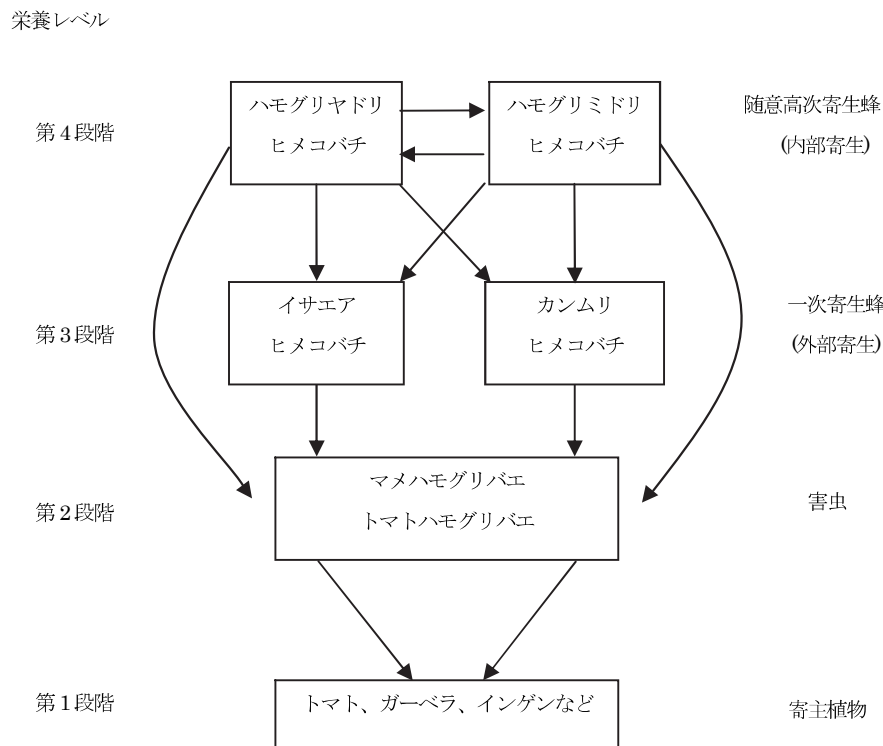 栄養レベル
第4段階
ハモグリヤドリ
ヒメコバチ
ハモグリミドリ
ヒメコバチ
随意高次寄生蜂
(内部寄生)
第3段階
イサエア
ヒメコバチ
カンムリ
ヒメコバチ
一次寄生蜂
(外部寄生)
第2段階
マメハモグリバエ
トマトハモグリバエ
害虫
第1段階
トマト、ガーベラ、インゲンなど
寄主植物